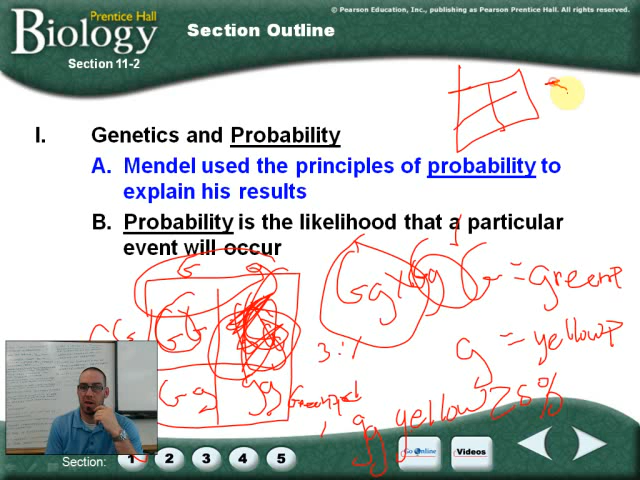 © Pearson Education, Inc., publishing as Pearson Prentice Hall. All rights reserved.
Prentice Hall
Biology
Section Outline
Section 11-2
I. Genetics and Probability
A. Mendel used the principles of probability to
explain his results
B. Probability is the likelihood that a particular
event will occur
G g
Gg x Gg
G = green
g = yellow
GG
Gg gg
gg yellow 25%
Section: 1 2 3 4 5
Go Online
Videos